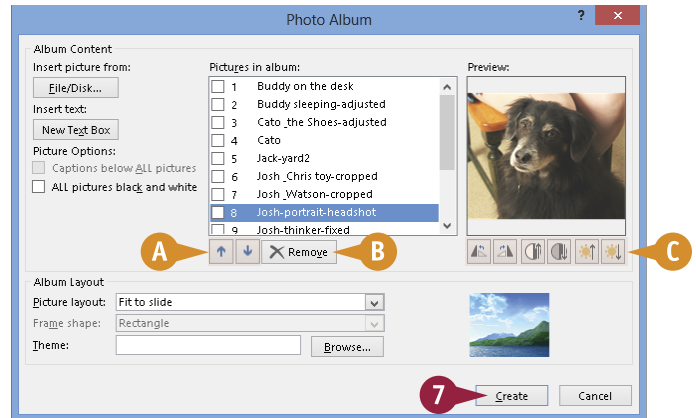 Photo Album
?
Album Content
Insert picture from:
File/Disk...
Insert text:
New Text Box
Picture Options:
Captions below ALL pictures
ALL pictures black and white
Pictures in album:
1 Buddy on the desk
2 Buddy sleeping-adjusted
3 Cato _the Shoes-adjusted
4 Cato
5 Jack-yard2
6 Josh _Chris toy-cropped
7 Josh _Watson-cropped
8 Josh-portrait-headshot
9 Josh-thinker-fixed
A
Remove
B
Preview:
C
Album Layout
Picture layout: Fit to slide
Frame shape: Rectangle
Theme:
Browse...
7
Create
Cancel